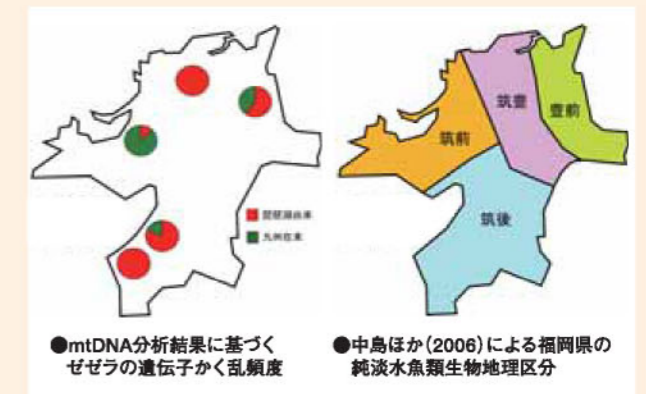 琵琶湖由来
九州在来
●mtDNA分析結果に基づく
ゼゼラの遺伝子かく乱頻度
筑豊
豊前
筑前
筑後
●中島ほか(2006)による福岡県の
純淡水魚類生物地理区分